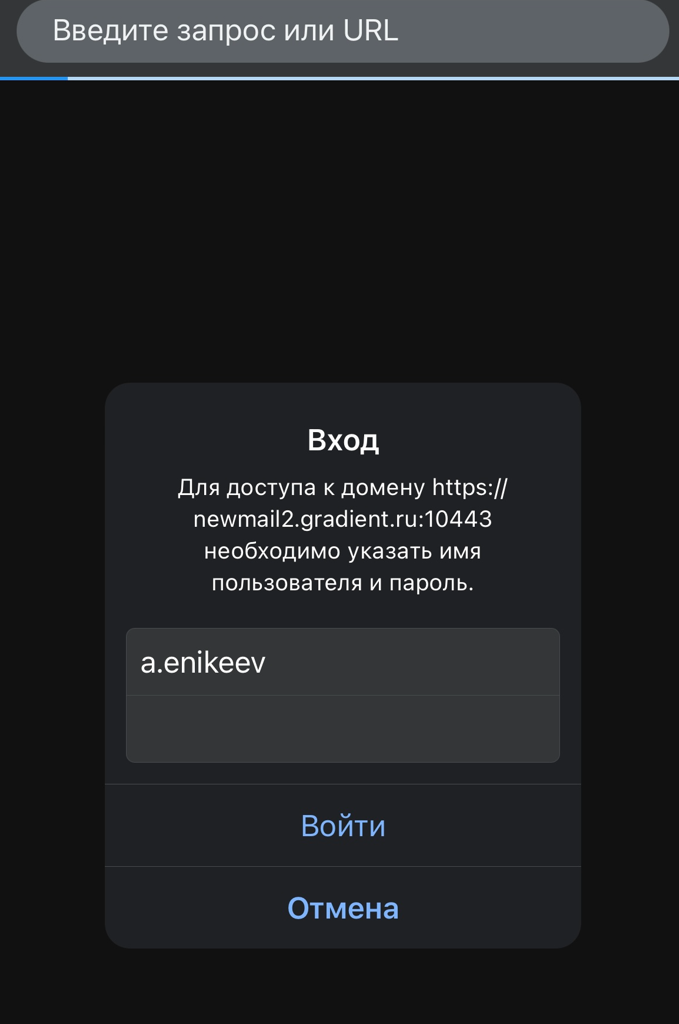 Введите запрос или URL
Вход
Для доступа к домену https://
newmail2.gradient.ru:10443
необходимо указать имя
пользователя и пароль.
a.enikeev
Войти
Отмена